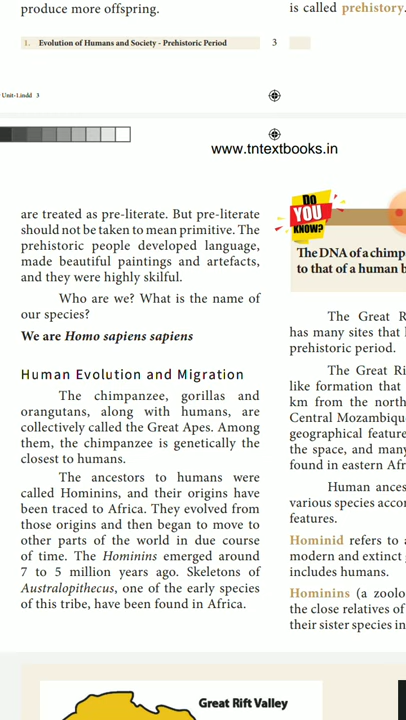 produce more offspring.
is called prehistory.
1. Evolution of Humans and Society - Prehistoric Period
3
Unit-1.indd 3
www.tntextbooks.in
are treated as pre-literate. But pre-literate
should not be taken to mean primitive. The
prehistoric people developed language,
made beautiful paintings and artefacts,
and they were highly skilful.
Who are we? What is the name of
our species?
We are Homo sapiens sapiens
Human Evolution and Migration
The chimpanzee, gorillas and
orangutans, along with humans, are
collectively called the Great Apes. Among
them, the chimpanzee is genetically the
closest to humans.
The ancestors to humans were
called Hominins, and their origins have
been traced to Africa. They evolved from
those origins and then began to move to
other parts of the world in due course
of time. The Hominins emerged around
7 to 5 million years ago. Skeletons of
Australopithecus, one of the early species
of this tribe, have been found in Africa.
DO
YOU
KNOW?
The DNA of a chimp
to that of a human b
The Great R
has many sites that
prehistoric period.
The Great Ri
like formation that
km from the north
Central Mozambiqu
geographical feature
the space, and many
found in eastern Afr
Human ances
various species acco
features.
Hominid refers to
modern and extinct
includes humans.
Hominins (a zoolo
the close relatives of
their sister species in
Great Rift Valley